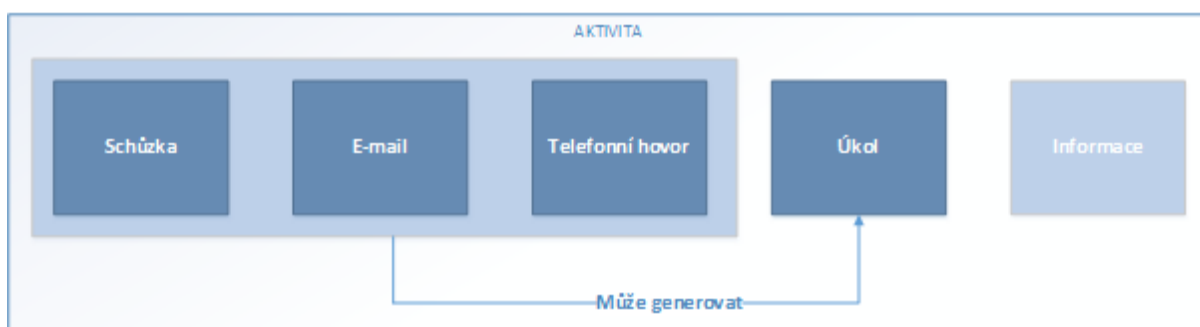 AKTIVITA
Schůzka
E-mail
Telefonní hovor
Úkol
Informace
Může generovat